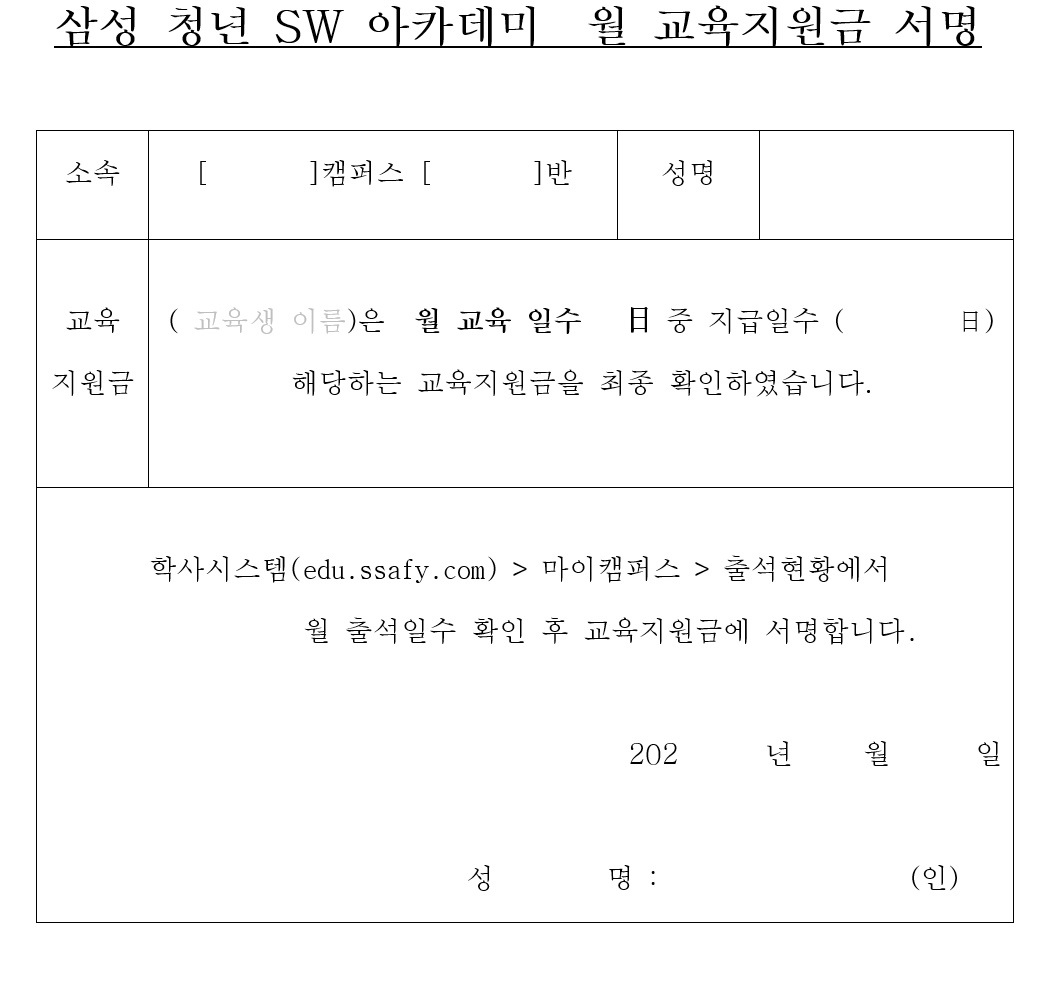 삼성 청년 SW 아카데미 월 교육지원금 서명
소속 [ ]캠퍼스 [ ]반 성명
교육 ( 교육생 이름)은 월 교육 일수 日 중 지급일수 ( 日)
지원금 해당하는 교육지원금을 최종 확인하였습니다.
학사시스템(edu.ssafy.com) > 마이캠퍼스 > 출석현황에서
월 출석일수 확인 후 교육지원금에 서명합니다.
202 년 월 일
성 명 : (인)